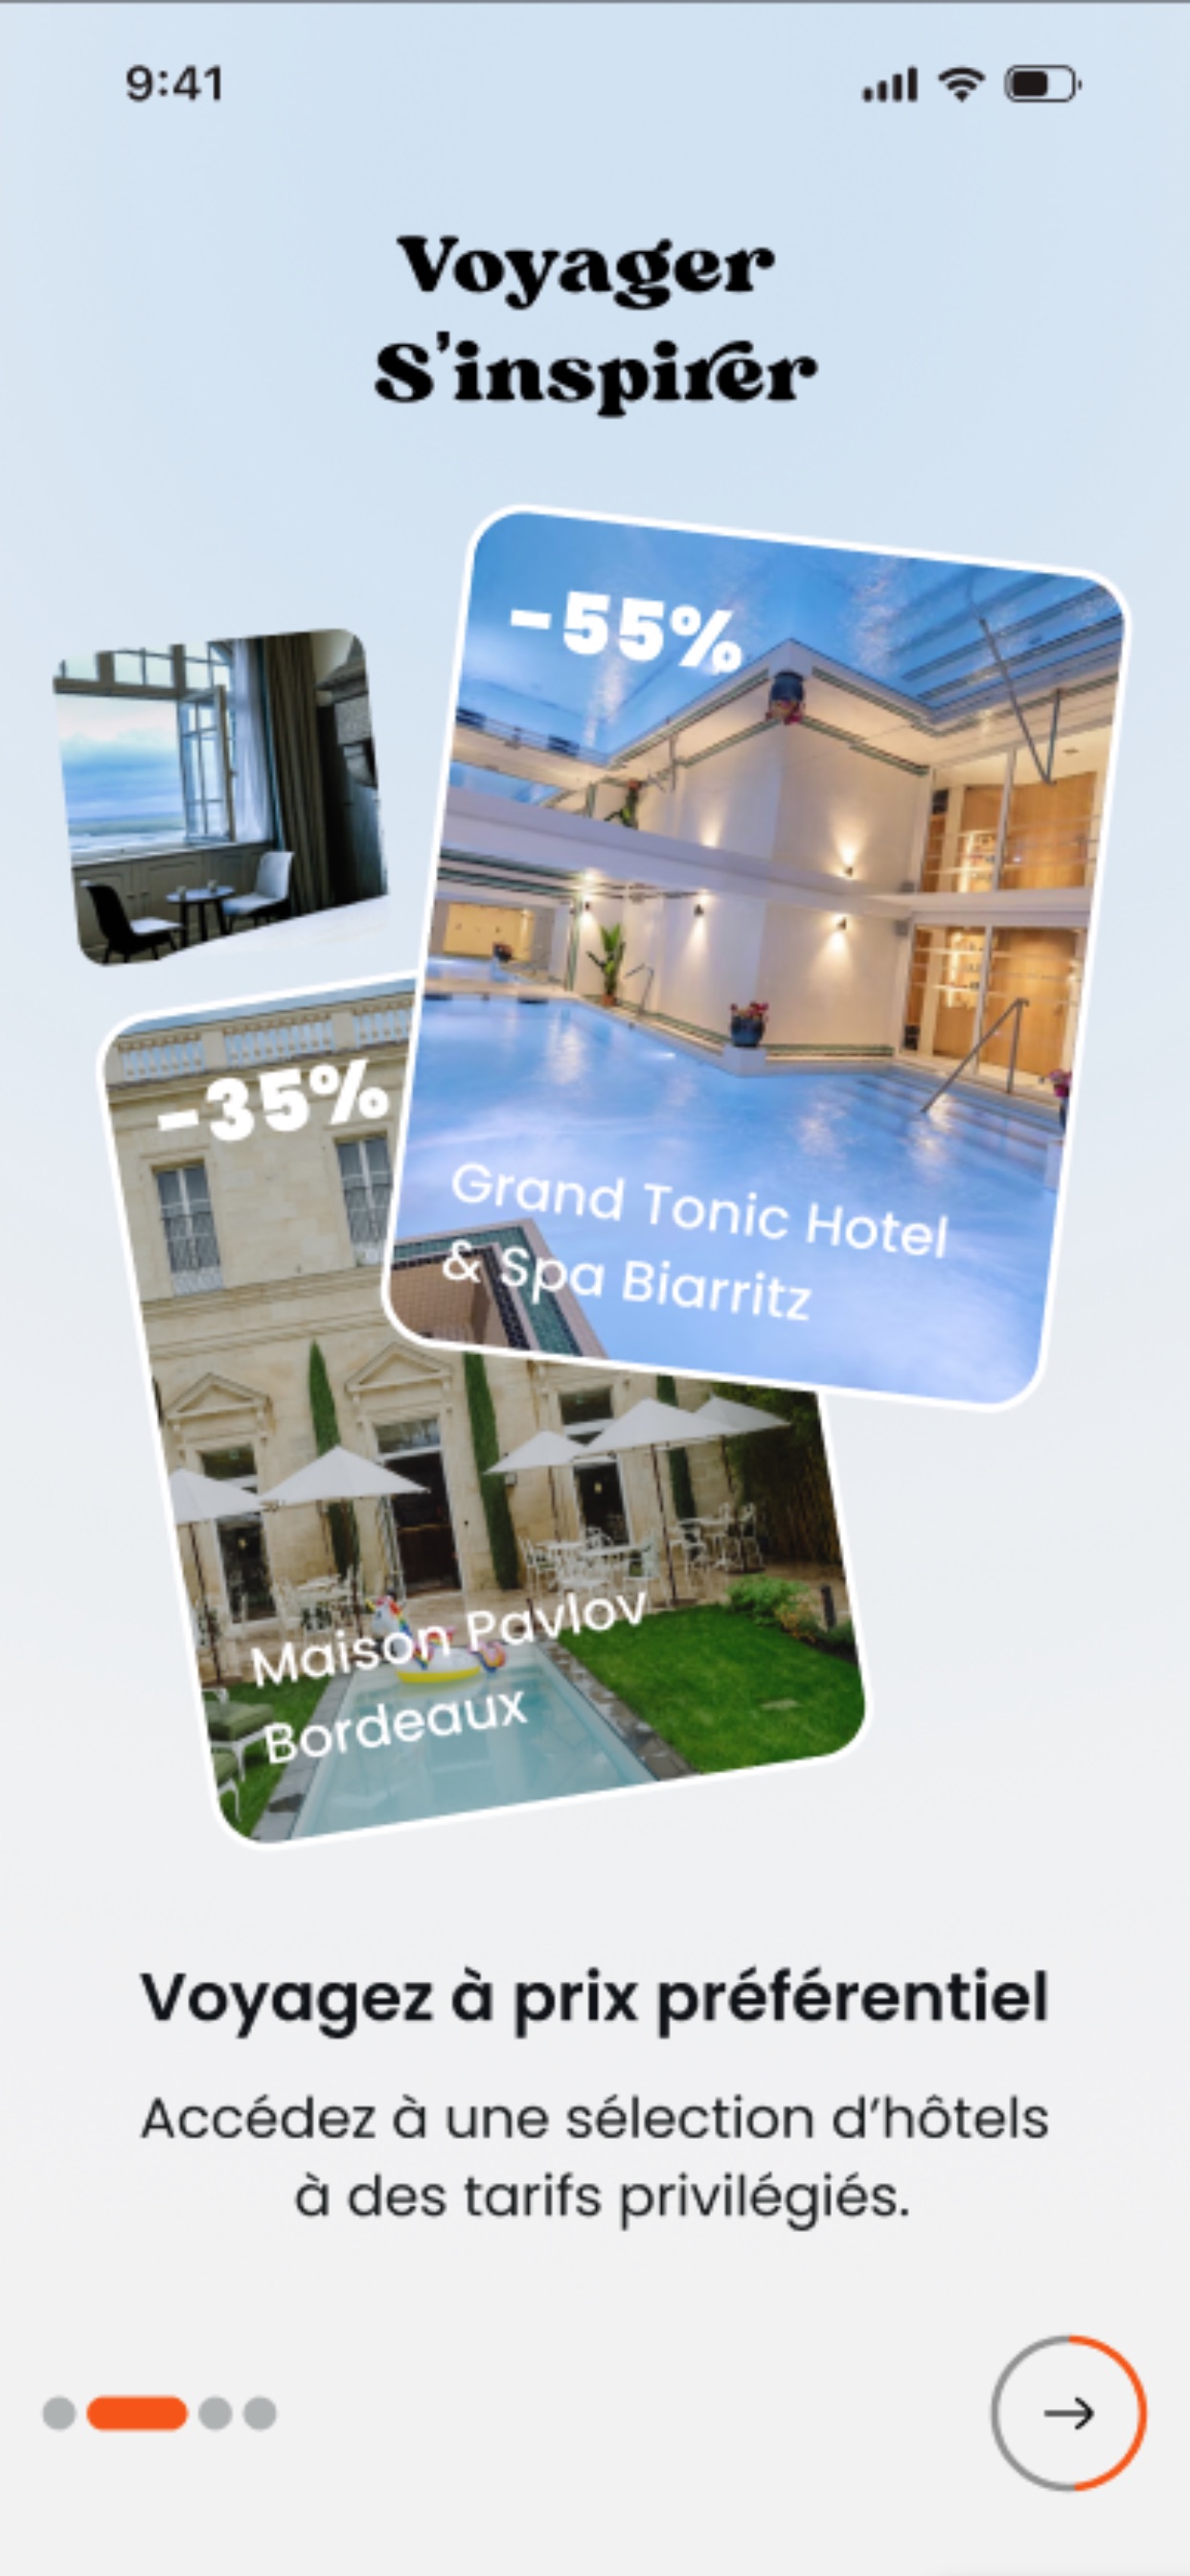 9:41
Voyager
S'inspirer
-55%
Grand Tonic Hotel
& Spa Biarritz
-35%
Maison Pavlov
Bordeaux
Voyagez à prix préférentiel
Accédez à une sélection d’hôtels
à des tarifs privilégiés.